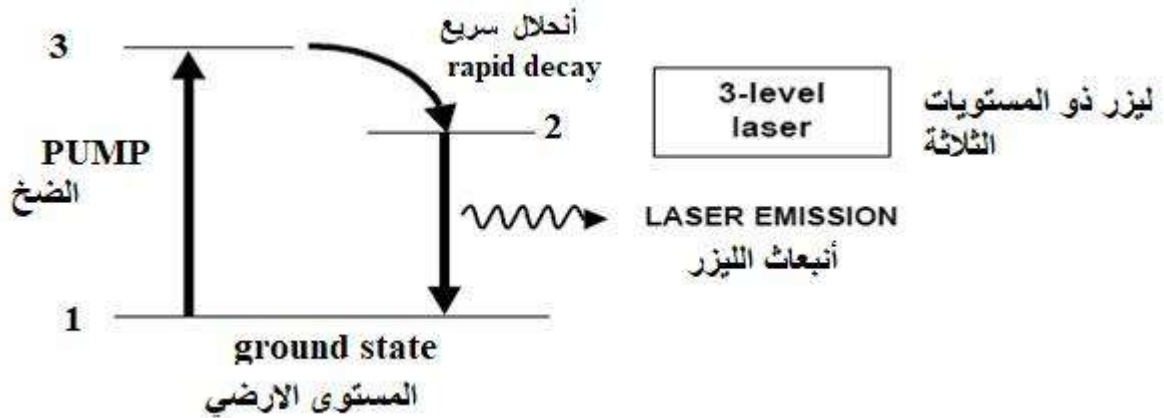 3
أنحلال سريع
rapid decay
3-level
laser
ليزر ذو المستويات
الثلاثة
2
PUMP
الضخ
LASER EMISSION
أنبعاث الليزر
1
ground state
المستوى الارضي